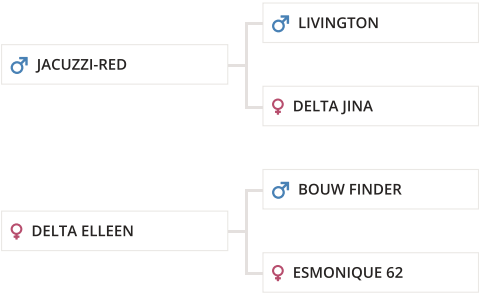 LIVINGTON
JACUZZI-RED
DELTA JINA
BOUW FINDER
DELTA ELLEEN
ESMONIQUE 62